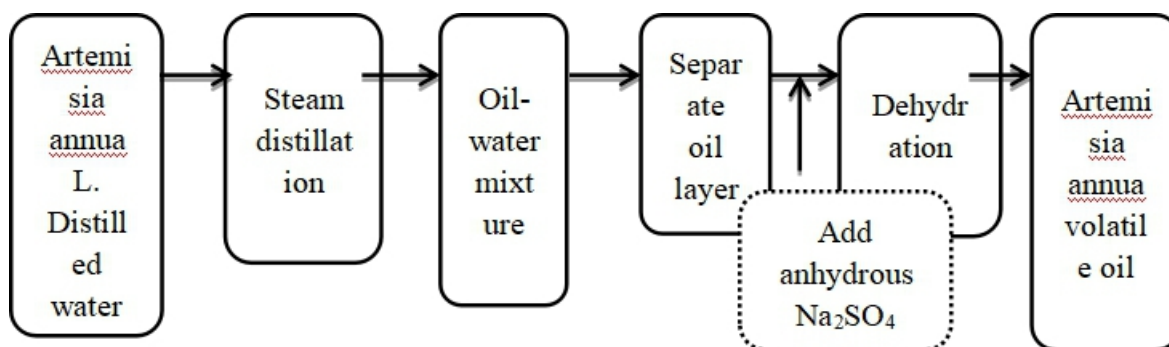 Artemi
sia
annua
L.
Distill
ed
water
Steam
distillat
ion
Oil-
water
mixt
ure
Separ
ate
oil
layer
Dehydr
ation
Add
anhydrous
Na₂SO₄
Artemi
sia
annua
volatil
e oil